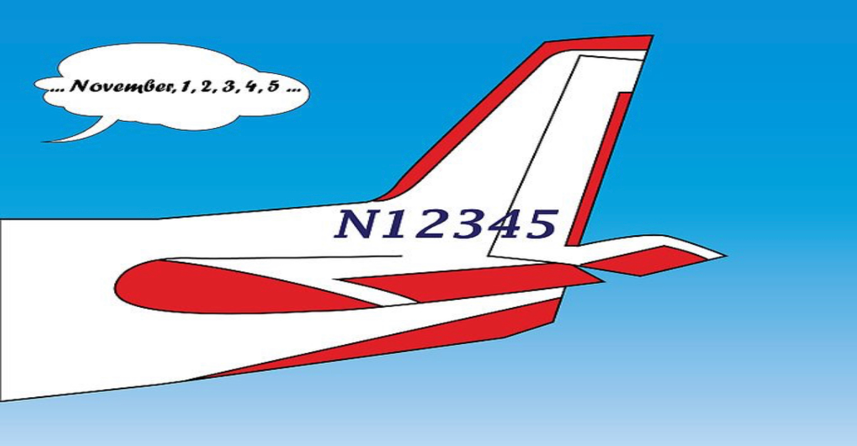 ... November, 1, 2, 3, 4, 5 ...
N12345